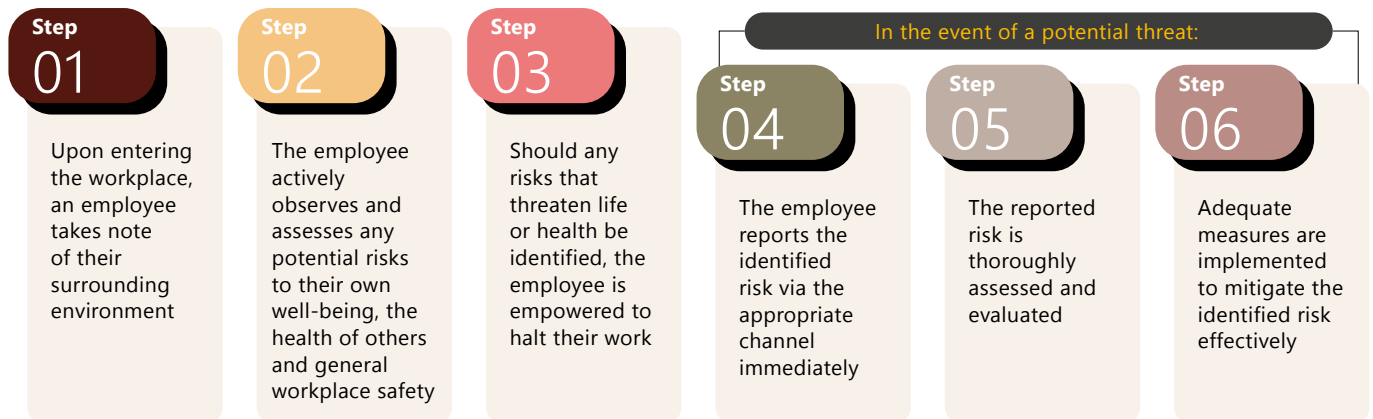 Step
01
Upon entering
the workplace,
an employee
takes note
of their
surrounding
environment
Step
02
The employee
actively
observes and
assesses any
potential risks
to their own
well-being, the
health of others
and general
workplace safety
Step
03
Should any
risks that
threaten life
or health be
identified, the
employee is
empowered to
halt their work
In the event of a potential threat:
Step
04
The employee
reports the
identified
risk via the
appropriate
channel
immediately
Step
05
The reported
risk is
thoroughly
assessed and
evaluated
Step
06
Adequate
measures are
implemented
to mitigate the
identified risk
effectively